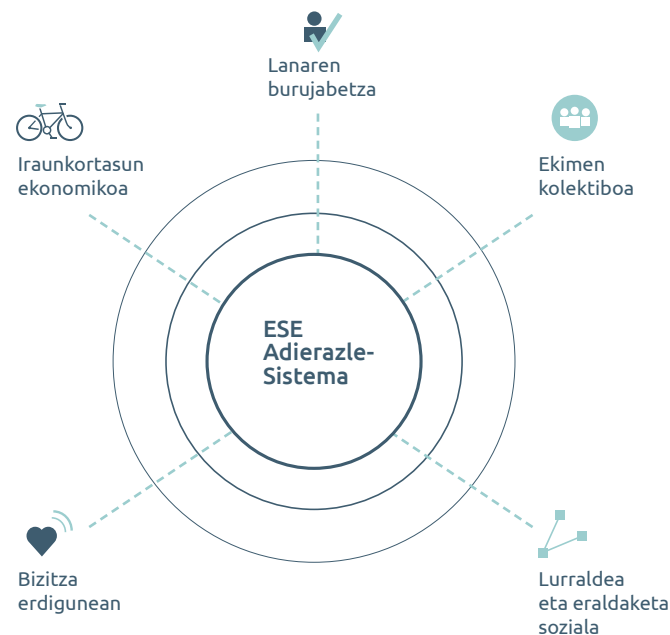 Lanaren
burujabetza
Iraunkortasun
ekonomikoa
Ekimen
kolektiboa
ESE
Adierazle-
Sistema
Bizitza
erdigunean
Lurraldea
eta eraldaketa
soziala